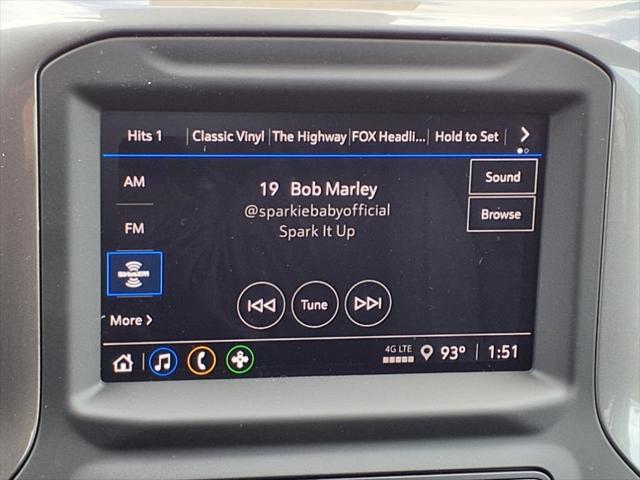 Hits 1 Classic Vinyl The Highway FOX Headli... Hold to Set
AM
19 Bob Marley
Sound
@sparkiebabyofficial
Browse
FM
Spark It Up
SiriusXM
Tune
More >
4G LTE
93° 1:51